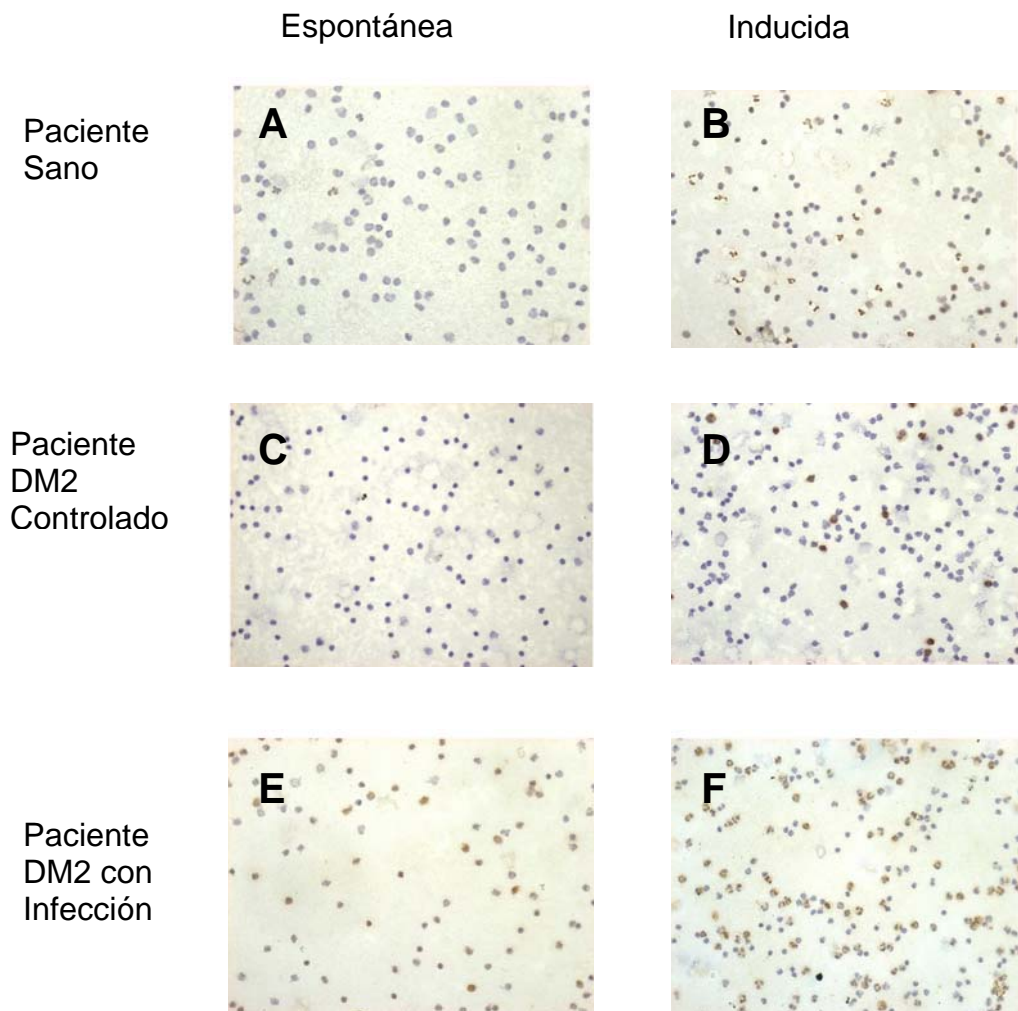 Espontánea
Inducida
Paciente
Sano
A
B
Paciente
DM2
Controlado
C
D
Paciente
DM2 con
Infección
E
F